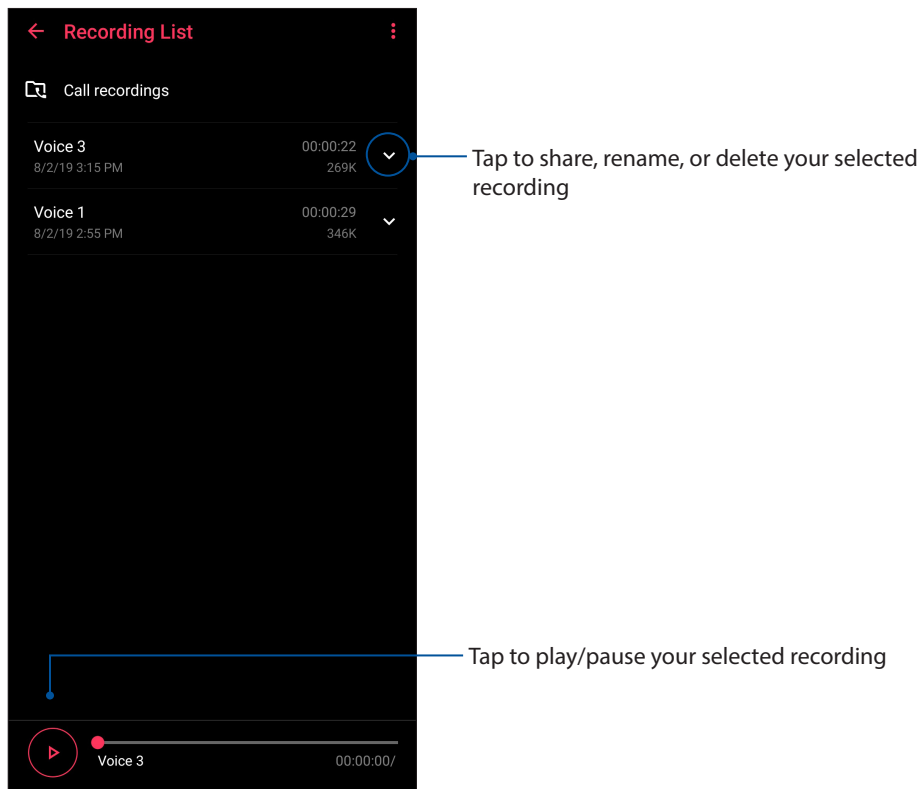 Recording List
Call recordings
Voice 3 00:00:22
8/2/19 3:15 PM 269K
Tap to share, rename, or delete your selected
recording
Voice 1 00:00:29
8/2/19 2:55 PM 346K
Tap to play/pause your selected recording
Voice 3 00:00:00/